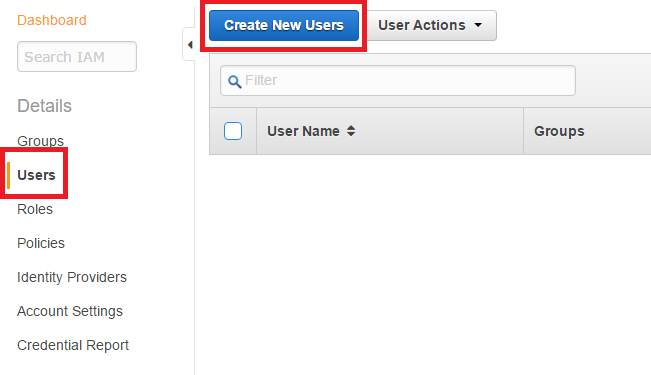 Dashboard
Search IAM
Details
Groups
Users
Roles
Policies
Identity Providers
Account Settings
Credential Report
Create New Users
User Actions
Filter
User Name
Groups